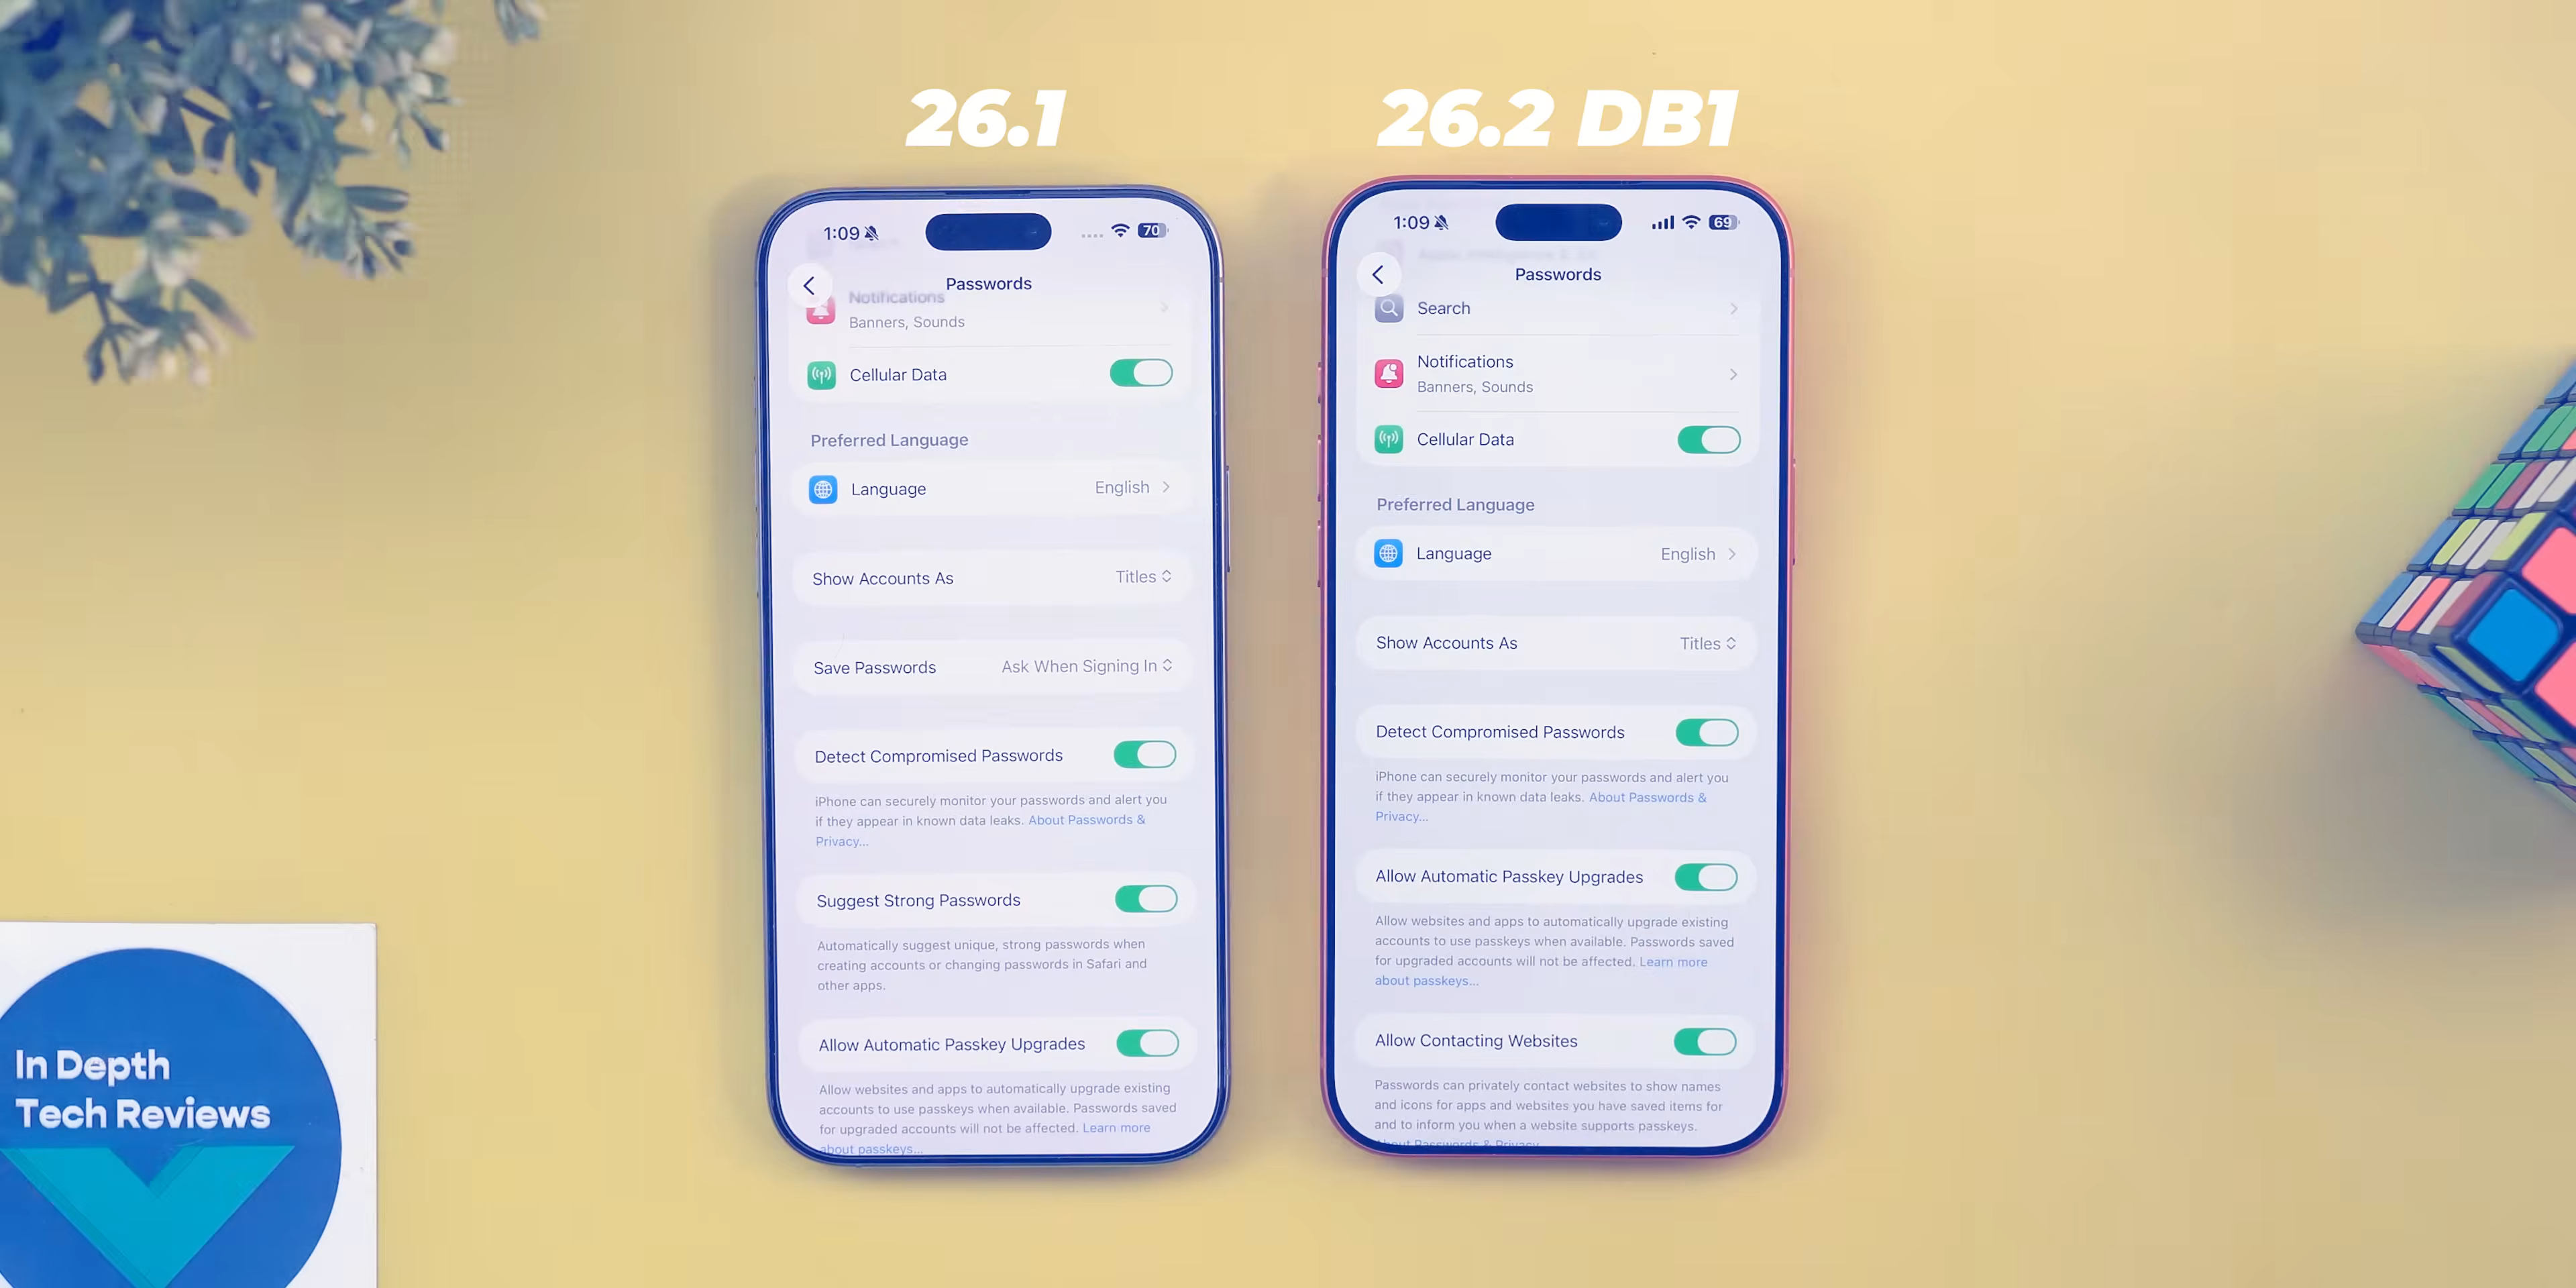 26.1
1:09
70
Passwords
Notifications
Banners, Sounds
Cellular Data
Preferred Language
Language
English
Show Accounts As
Titles
Save Passwords
Ask When Signing In
Detect Compromised Passwords
iPhone can securely monitor your passwords and alert you
if they appear in known data leaks. About Passwords &
Privacy...
Suggest Strong Passwords
Automatically suggest unique, strong passwords when
creating accounts or changing passwords in Safari and
other apps.
Allow Automatic Passkey Upgrades
Allow websites and apps to automatically upgrade existing
accounts to use passkeys when available. Passwords saved
for upgraded accounts will not be affected. Learn more
about passkeys...
26.2 DB1
1:09
69
Passwords
Search
Notifications
Banners, Sounds
Cellular Data
Preferred Language
Language
English
Show Accounts As
Titles
Detect Compromised Passwords
iPhone can securely monitor your passwords and alert you
if they appear in known data leaks. About Passwords &
Privacy...
Allow Automatic Passkey Upgrades
Allow websites and apps to automatically upgrade existing
accounts to use passkeys when available. Passwords saved
for upgraded accounts will not be affected. Learn more
about passkeys...
Allow Contacting Websites
Passwords can privately contact websites to show names
and icons for apps and websites you have saved items for
and to inform you when a website supports passkeys.
About Passwords & Privacy
In Depth
Tech Reviews